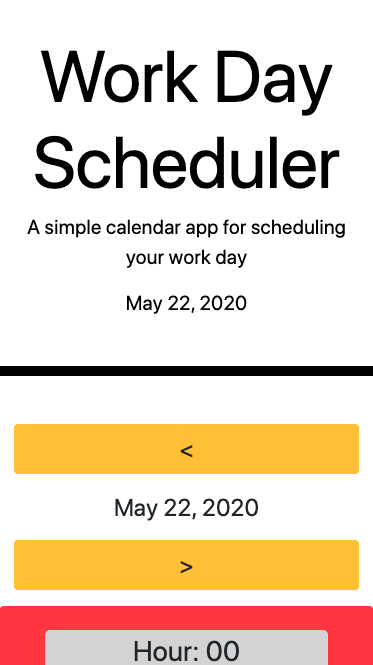 Work Day
Scheduler
A simple calendar app for scheduling
your work day
May 22, 2020
<
May 22, 2020
>
Hour: 00